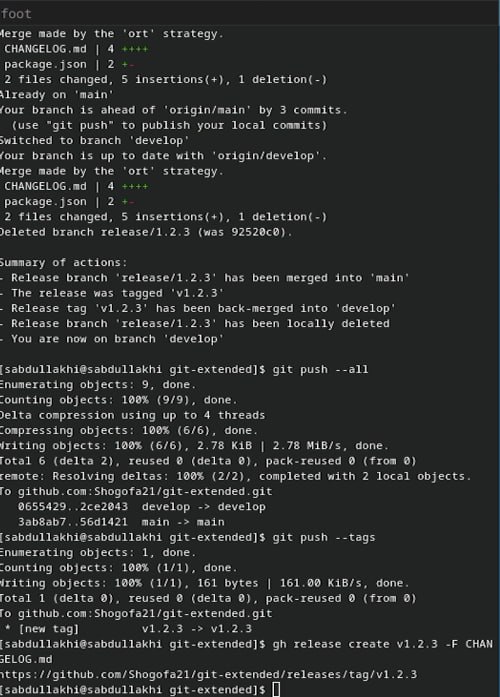 foot
Merge made by the 'ort' strategy.
CHANGELOG.md | 4 ++++
package.json | 2 +-
2 files changed, 5 insertions(+), 1 deletion(-)
Already on 'main'
Your branch is ahead of 'origin/main' by 3 commits.
(use "git push" to publish your local commits)
Switched to branch 'develop'
Your branch is up to date with 'origin/develop'.
Merge made by the 'ort' strategy.
CHANGELOG.md | 4 ++++
package.json | 2 +-
2 files changed, 5 insertions(+), 1 deletion(-)
Deleted branch release/1.2.3 (was 92520c0).
Summary of actions:
- Release branch 'release/1.2.3' has been merged into 'main'
- The release was tagged 'v1.2.3'
- Release tag 'v1.2.3' has been back-merged into 'develop'
- Release branch 'release/1.2.3' has been locally deleted
- You are now on branch 'develop'
[sabdullakhi@sabdullakhi git-extended]$ git push --all
Enumerating objects: 9, done.
Counting objects: 100% (9/9), done.
Delta compression using up to 4 threads
Compressing objects: 100% (6/6), done.
Writing objects: 100% (6/6), 2.78 KiB | 2.78 MiB/s, done.
Total 6 (delta 2), reused 0 (delta 0), pack-reused 0 (from 0)
remote: Resolving deltas: 100% (2/2), completed with 2 local objects.
To github.com:Shogofa21/git-extended.git
0655429..2ce2043  develop -> develop
3ab8ab7..56d1421  main -> main
[sabdullakhi@sabdullakhi git-extended]$ git push --tags
Enumerating objects: 1, done.
Counting objects: 100% (1/1), done.
Writing objects: 100% (1/1), 161 bytes | 161.00 KiB/s, done.
Total 1 (delta 0), reused 0 (delta 0), pack-reused 0 (from 0)
To github.com:Shogofa21/git-extended.git
* [new tag]         v1.2.3 -> v1.2.3
[sabdullakhi@sabdullakhi git-extended]$ gh release create v1.2.3 -F CHAN
GELOG.md
https://github.com/Shogofa21/git-extended/releases/tag/v1.2.3
[sabdullakhi@sabdullakhi git-extended]$